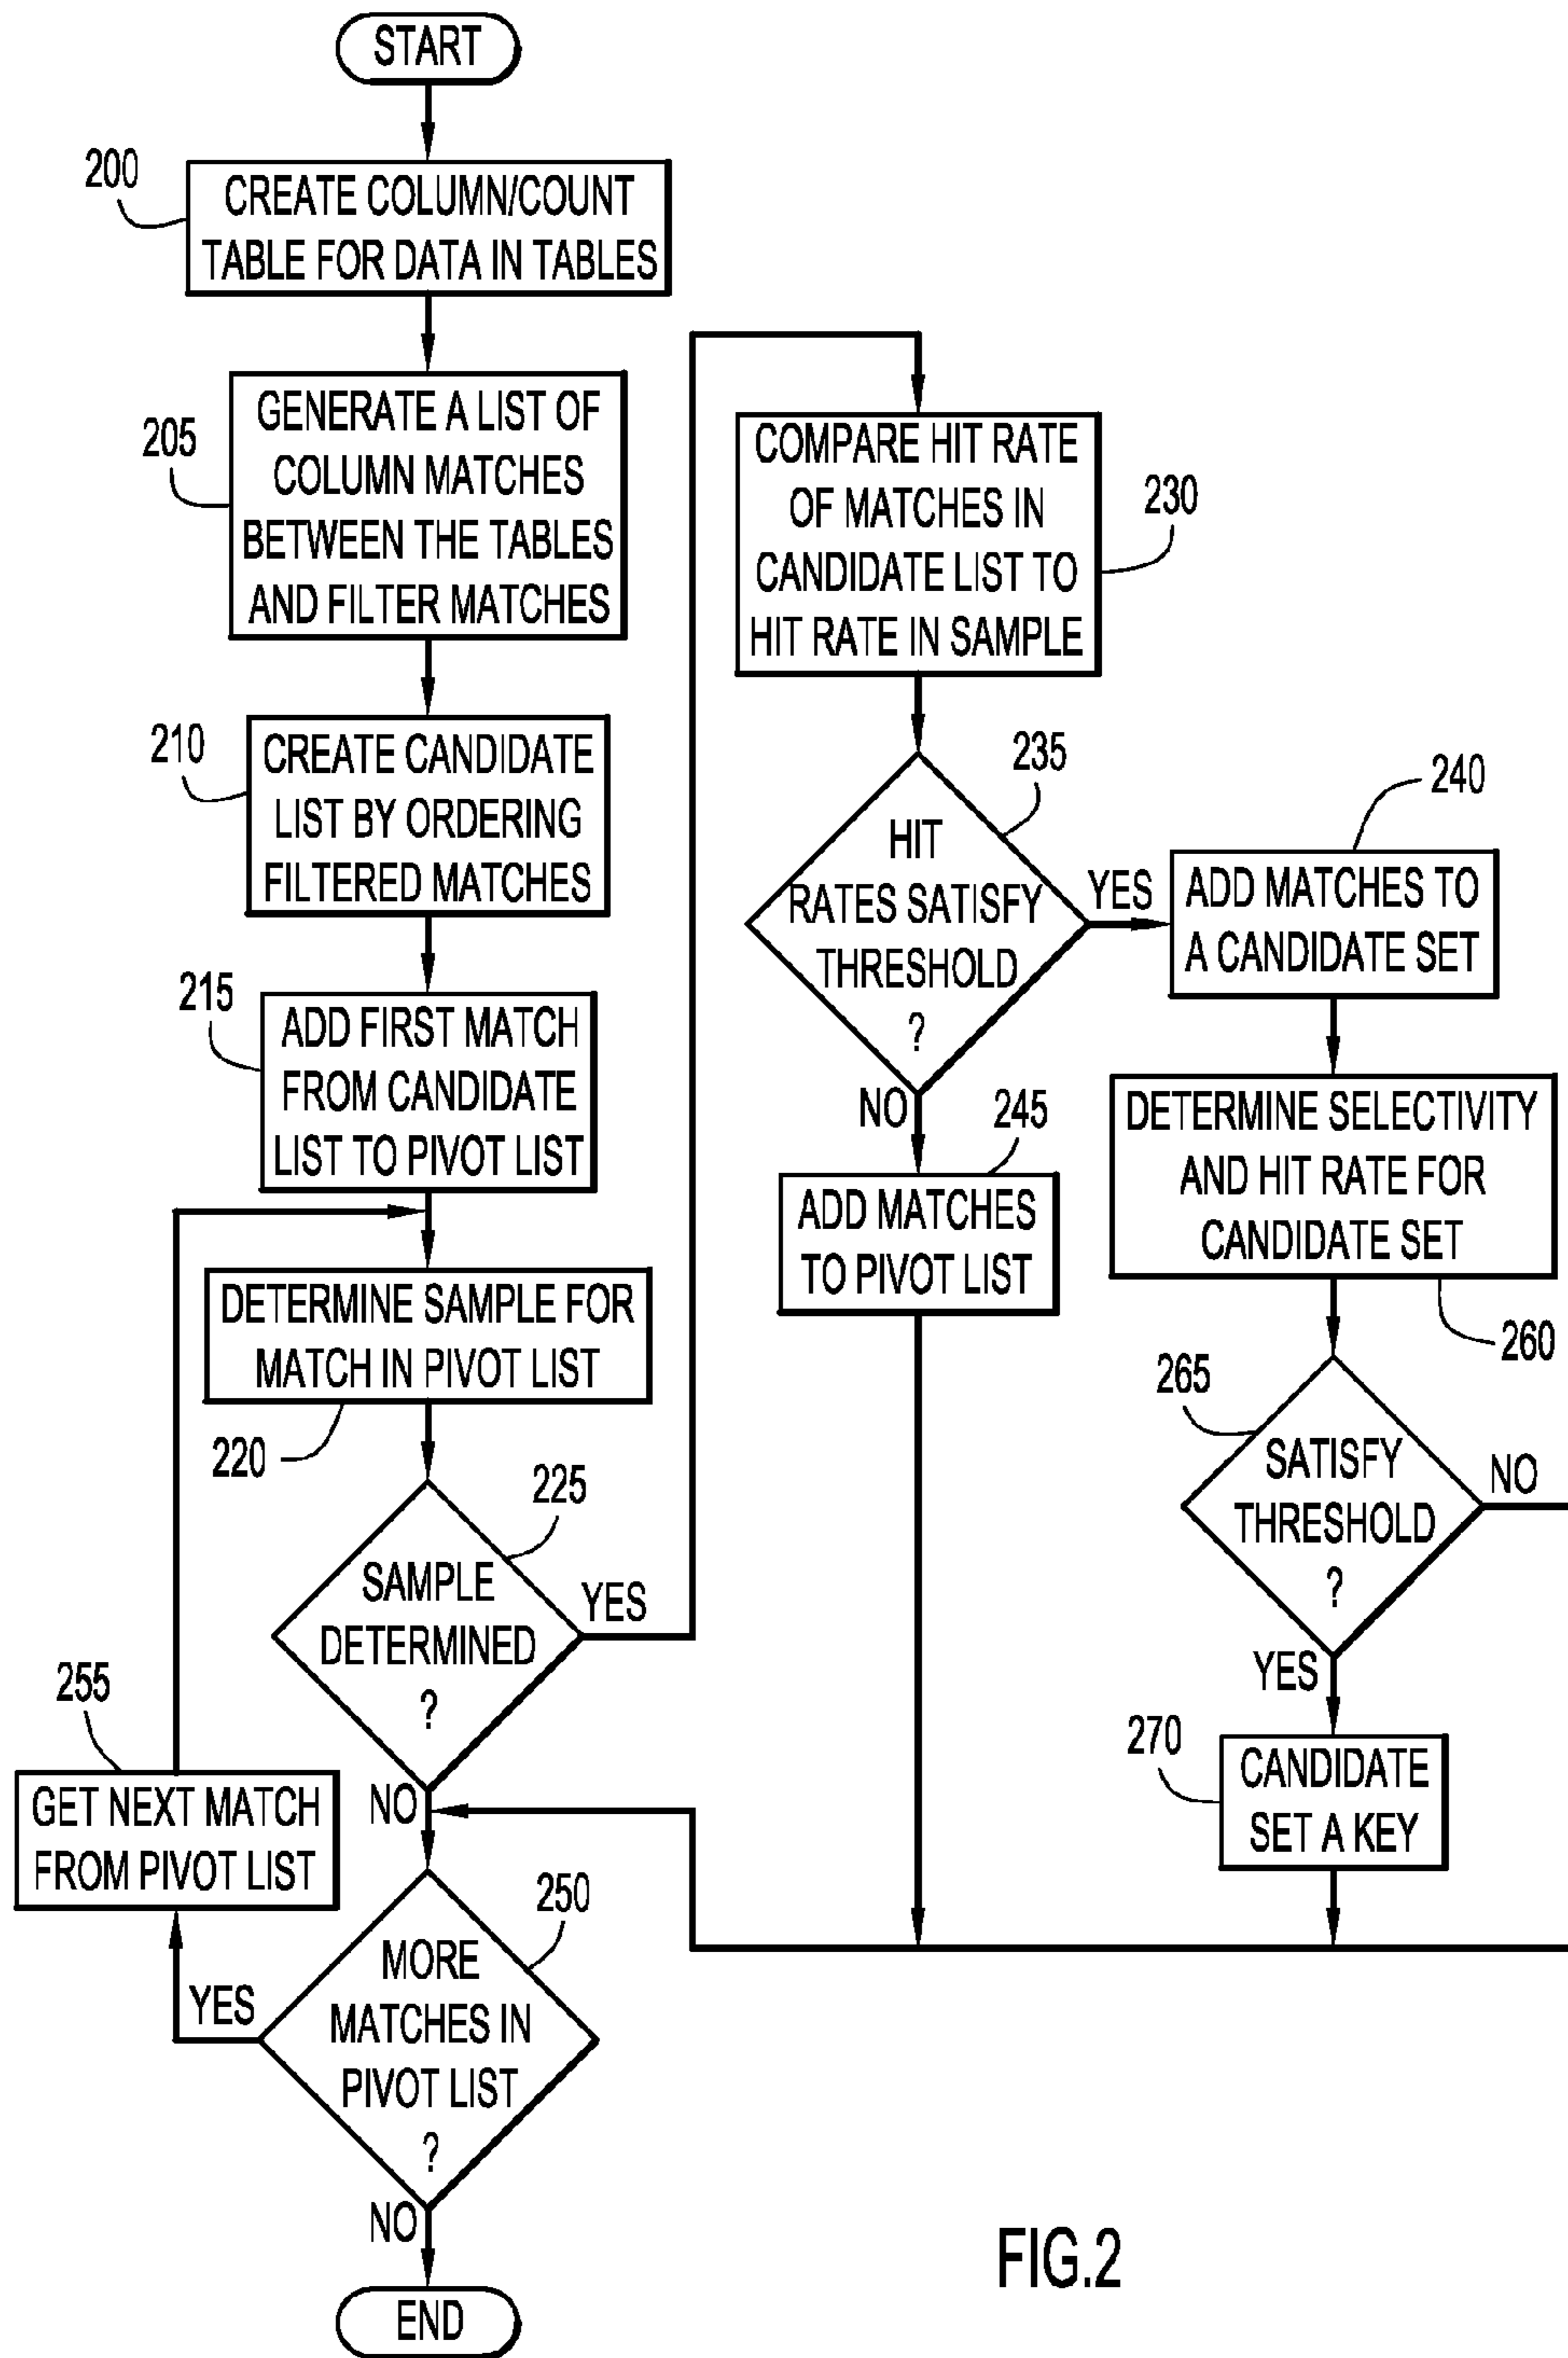 START
200
CREATE COLUMN/COUNT
TABLE FOR DATA IN TABLES
205
GENERATE A LIST OF
COLUMN MATCHES
BETWEEN THE TABLES
AND FILTER MATCHES
210
CREATE CANDIDATE
LIST BY ORDERING
FILTERED MATCHES
215
ADD FIRST MATCH
FROM CANDIDATE
LIST TO PIVOT LIST
DETERMINE SAMPLE FOR
MATCH IN PIVOT LIST
220
225
SAMPLE
DETERMINED
?
YES
NO
255
GET NEXT MATCH
FROM PIVOT LIST
250
MORE
MATCHES IN
PIVOT LIST
?
YES
NO
END
COMPARE HIT RATE
OF MATCHES IN
CANDIDATE LIST TO
HIT RATE IN SAMPLE
230
235
HIT
RATES SATISFY
THRESHOLD
?
YES
NO
245
ADD MATCHES
TO PIVOT LIST
240
ADD MATCHES TO
A CANDIDATE SET
DETERMINE SELECTIVITY
AND HIT RATE FOR
CANDIDATE SET
260
265
SATISFY
THRESHOLD
?
NO
YES
270
CANDIDATE
SET A KEY
FIG.2